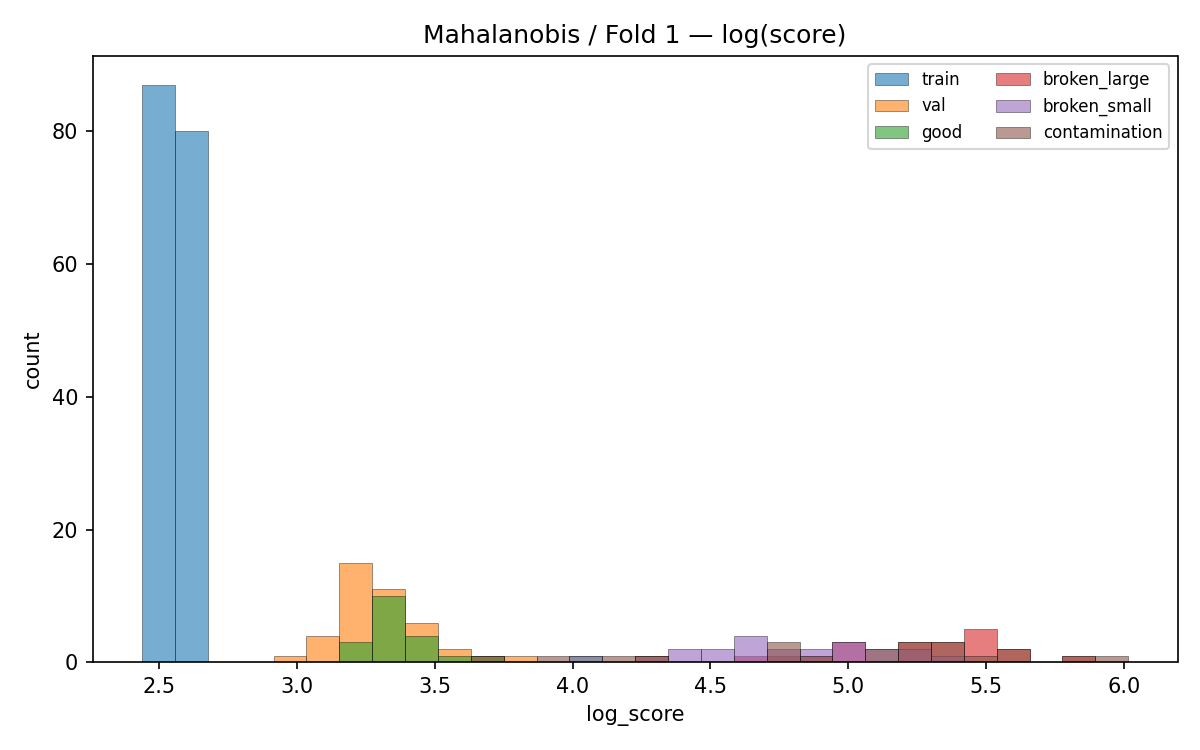 Mahalanobis / Fold 1 — log(score)
train
val
good
broken_large
broken_small
contamination
count
80
60
40
20
0
2.5 3.0 3.5 4.0 4.5 5.0 5.5 6.0
log_score